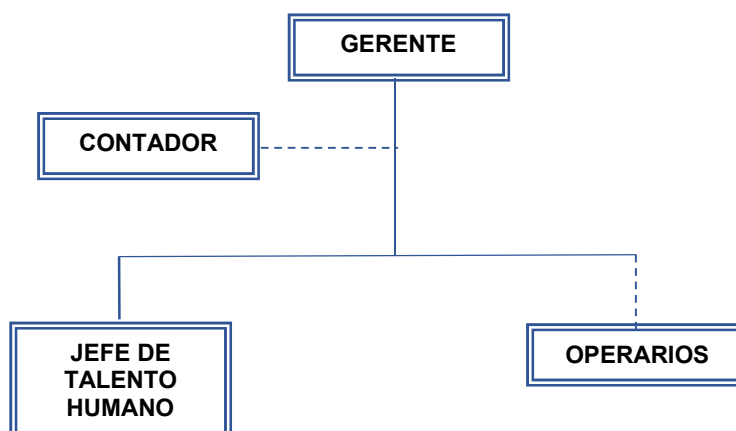 GERENTE
CONTADOR
JEFE DE
TALENTO
HUMANO
OPERARIOS